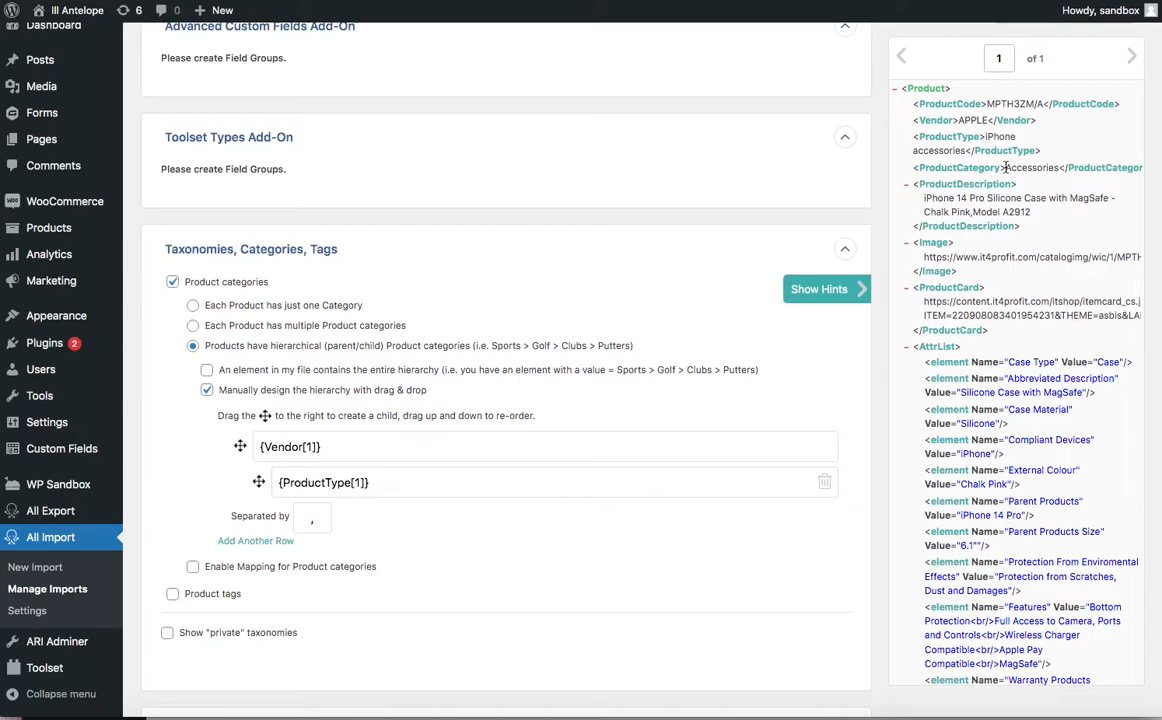 Ill Antelope
6
0
New
Howdy, sandbox
Dashboard
Posts
Media
Forms
Pages
Comments
WooCommerce
Products
Analytics
Marketing
Appearance
Plugins 2
Users
Tools
Settings
Custom Fields
WP Sandbox
All Export
All Import
New Import
Manage Imports
Settings
ARI Adminer
Toolset
Collapse menu
Advanced Custom Fields Add-On
Please create Field Groups.
Toolset Types Add-On
Please create Field Groups.
Taxonomies, Categories, Tags
Product categories
Show Hints
Each Product has just one Category
Each Product has multiple Product categories
Products have hierarchical (parent/child) Product categories (i.e. Sports > Golf > Clubs > Putters)
An element in my file contains the entire hierarchy (i.e. you have an element with a value = Sports > Golf > Clubs > Putters)
Manually design the hierarchy with drag & drop
Drag the to the right to create a child, drag up and down to re-order.
{Vendor[1]}
{ProductType[1]}
Separated by ,
Add Another Row
Enable Mapping for Product categories
Product tags
Show "private" taxonomies
1 of 1
- <Product>
<ProductCode>MPTH3ZM/A</ProductCode>
<Vendor>APPLE</Vendor>
<ProductType>iPhone
accessories</ProductType>
<ProductCategory>Accessories</ProductCategor
- <ProductDescription>
iPhone 14 Pro Silicone Case with MagSafe -
Chalk Pink,Model A2912
</ProductDescription>
- <Image>
https://www.it4profit.com/catalogimg/wic/1/MPTH
</Image>
- <ProductCard>
https://content.it4profit.com/itshop/itemcard_cs.j
ITEM=220908083401954231&THEME=asbis&LA
</ProductCard>
- <AttrList>
<element Name="Case Type" Value="Case"/>
<element Name="Abbreviated Description"
Value="Silicone Case with MagSafe"/>
<element Name="Case Material"
Value="Silicone"/>
<element Name="Compliant Devices"
Value="iPhone"/>
<element Name="External Colour"
Value="Chalk Pink"/>
<element Name="Parent Products"
Value="iPhone 14 Pro"/>
<element Name="Parent Products Size"
Value="6.1""/>
<element Name="Protection From Enviromental
Effects" Value="Protection from Scratches,
Dust and Damages"/>
<element Name="Features" Value="Bottom
Protection<br/>Full Access to Camera, Ports
and Controls<br/>Wireless Charger
Compatible<br/>Apple Pay
Compatible<br/>MagSafe"/>
<element Name="Warranty Products